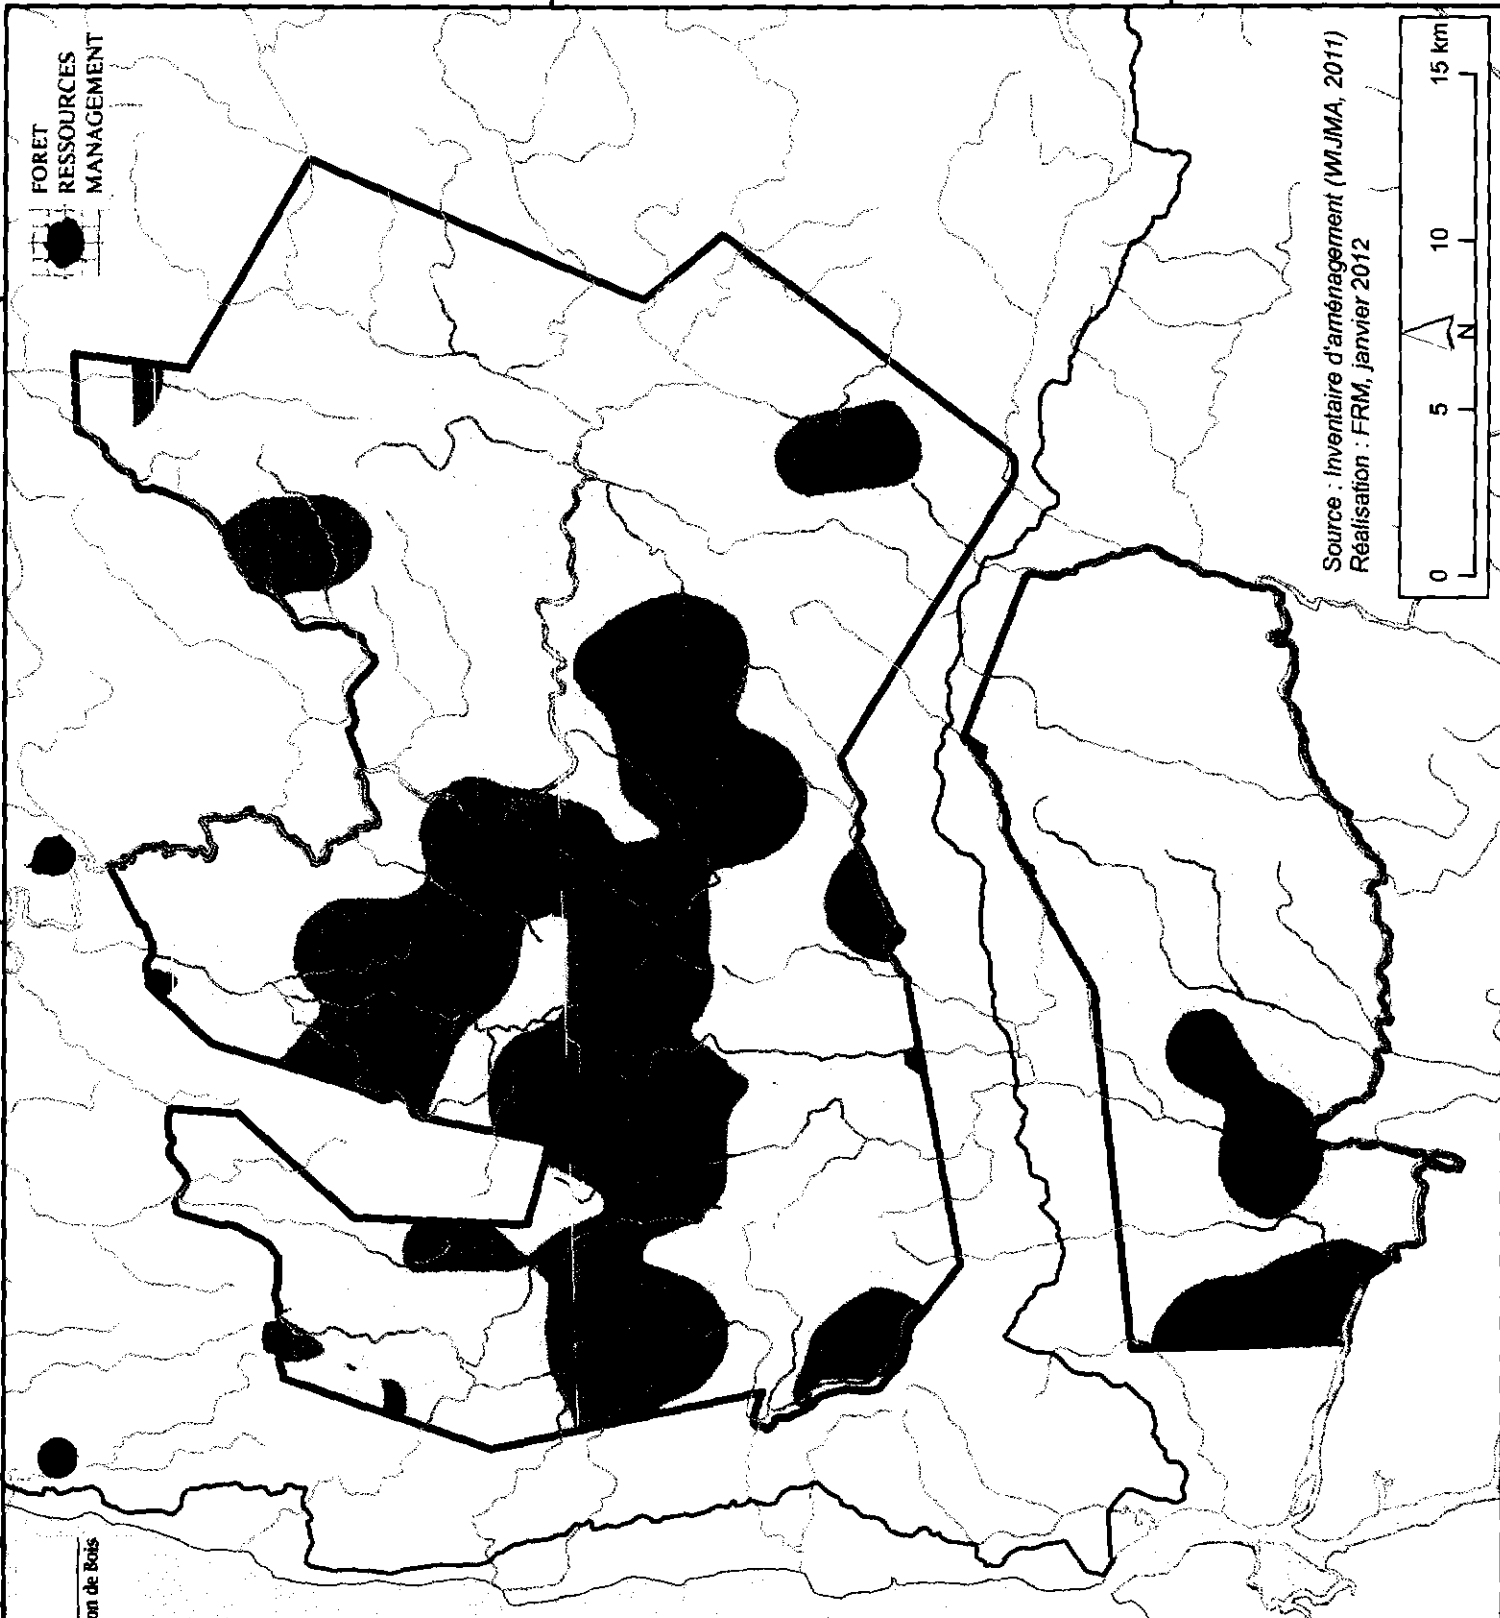 FORET
RESSOURCES
MANAGEMENT
on de Bois
Source : Inventaire d'aménagement (WIJMA, 2011)
Réalisation : FRM, janvier 2012
0 5 10 15 km
N